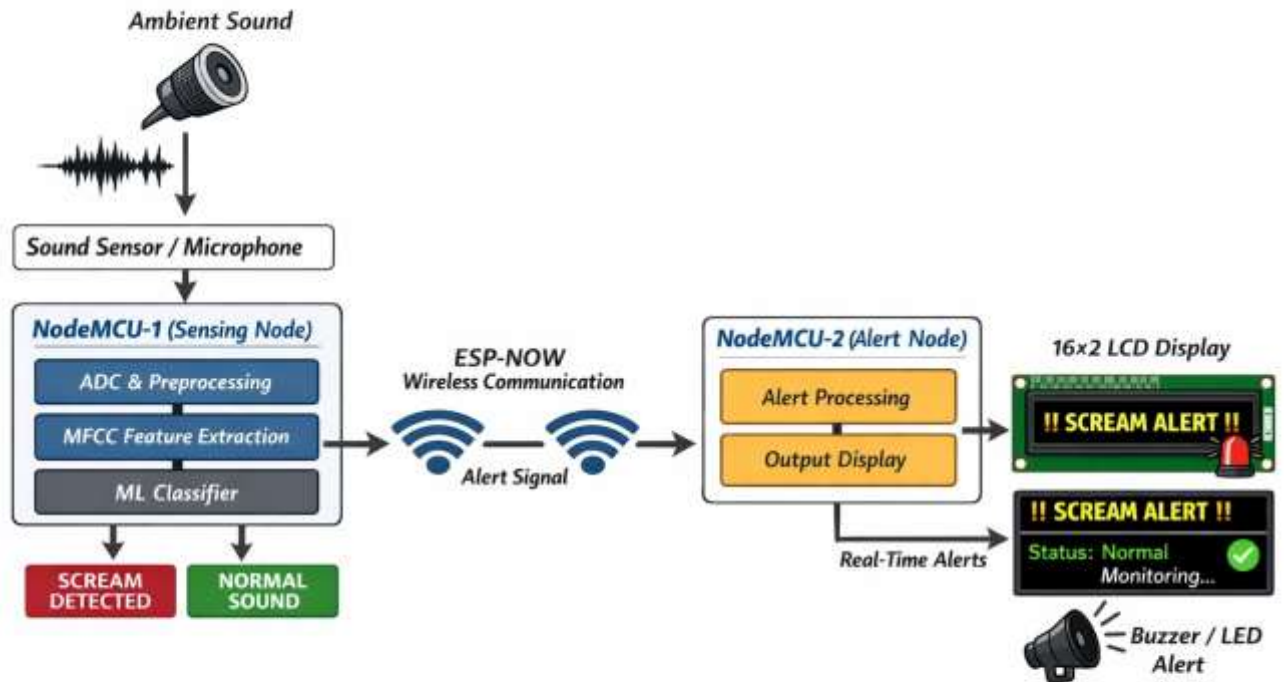 Ambient Sound
Sound Sensor / Microphone
NodeMCU-1 (Sensing Node)
ADC & Preprocessing
MFCC Feature Extraction
ML Classifier
SCREAM
DETECTED
NORMAL
SOUND
ESP-NOW
Wireless Communication
Alert Signal
NodeMCU-2 (Alert Node)
Alert Processing
Output Display
Real-Time Alerts
16×2 LCD Display
!! SCREAM ALERT !!
!! SCREAM ALERT !!
Status: Normal
Monitoring...
Buzzer / LED
Alert